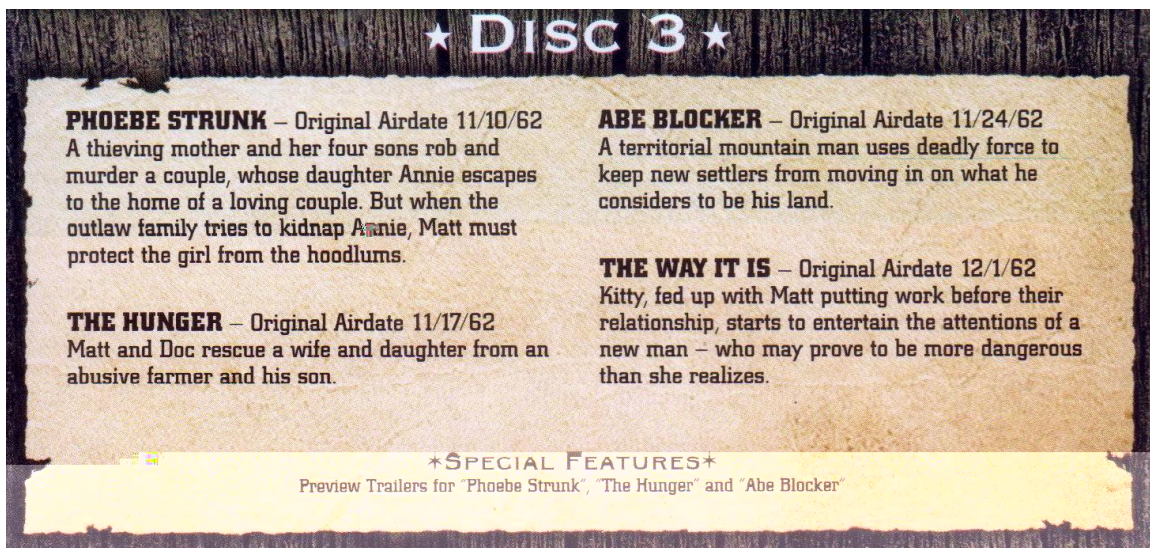 ★ DISC 3 ★
PHOEBE STRUNK – Original Airdate 11/10/62
A thieving mother and her four sons rob and
murder a couple, whose daughter Annie escapes
to the home of a loving couple. But when the
outlaw family tries to kidnap Annie, Matt must
protect the girl from the hoodlums.
THE HUNGER – Original Airdate 11/17/62
Matt and Doc rescue a wife and daughter from an
abusive farmer and his son.
ABE BLOCKER – Original Airdate 11/24/62
A territorial mountain man uses deadly force to
keep new settlers from moving in on what he
considers to be his land.
THE WAY IT IS – Original Airdate 12/1/62
Kitty, fed up with Matt putting work before their
relationship, starts to entertain the attentions of a
new man – who may prove to be more dangerous
than she realizes.
✶SPECIAL FEATURES✶
Preview Trailers for "Phoebe Strunk", "The Hunger" and "Abe Blocker"